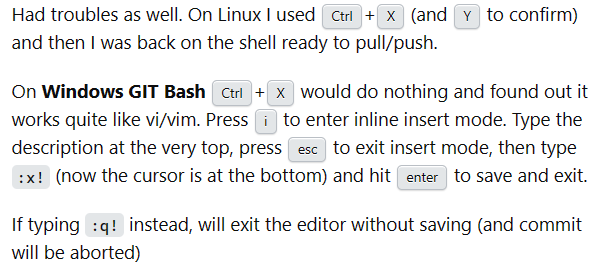 Had troubles as well. On Linux I used Ctrl + X (and Y to confirm)
and then I was back on the shell ready to pull/push.
On Windows GIT Bash Ctrl + X would do nothing and found out it
works quite like vi/vim. Press i to enter inline insert mode. Type the
description at the very top, press esc to exit insert mode, then type
:x! (now the cursor is at the bottom) and hit enter to save and exit.
If typing :q! instead, will exit the editor without saving (and commit
will be aborted)